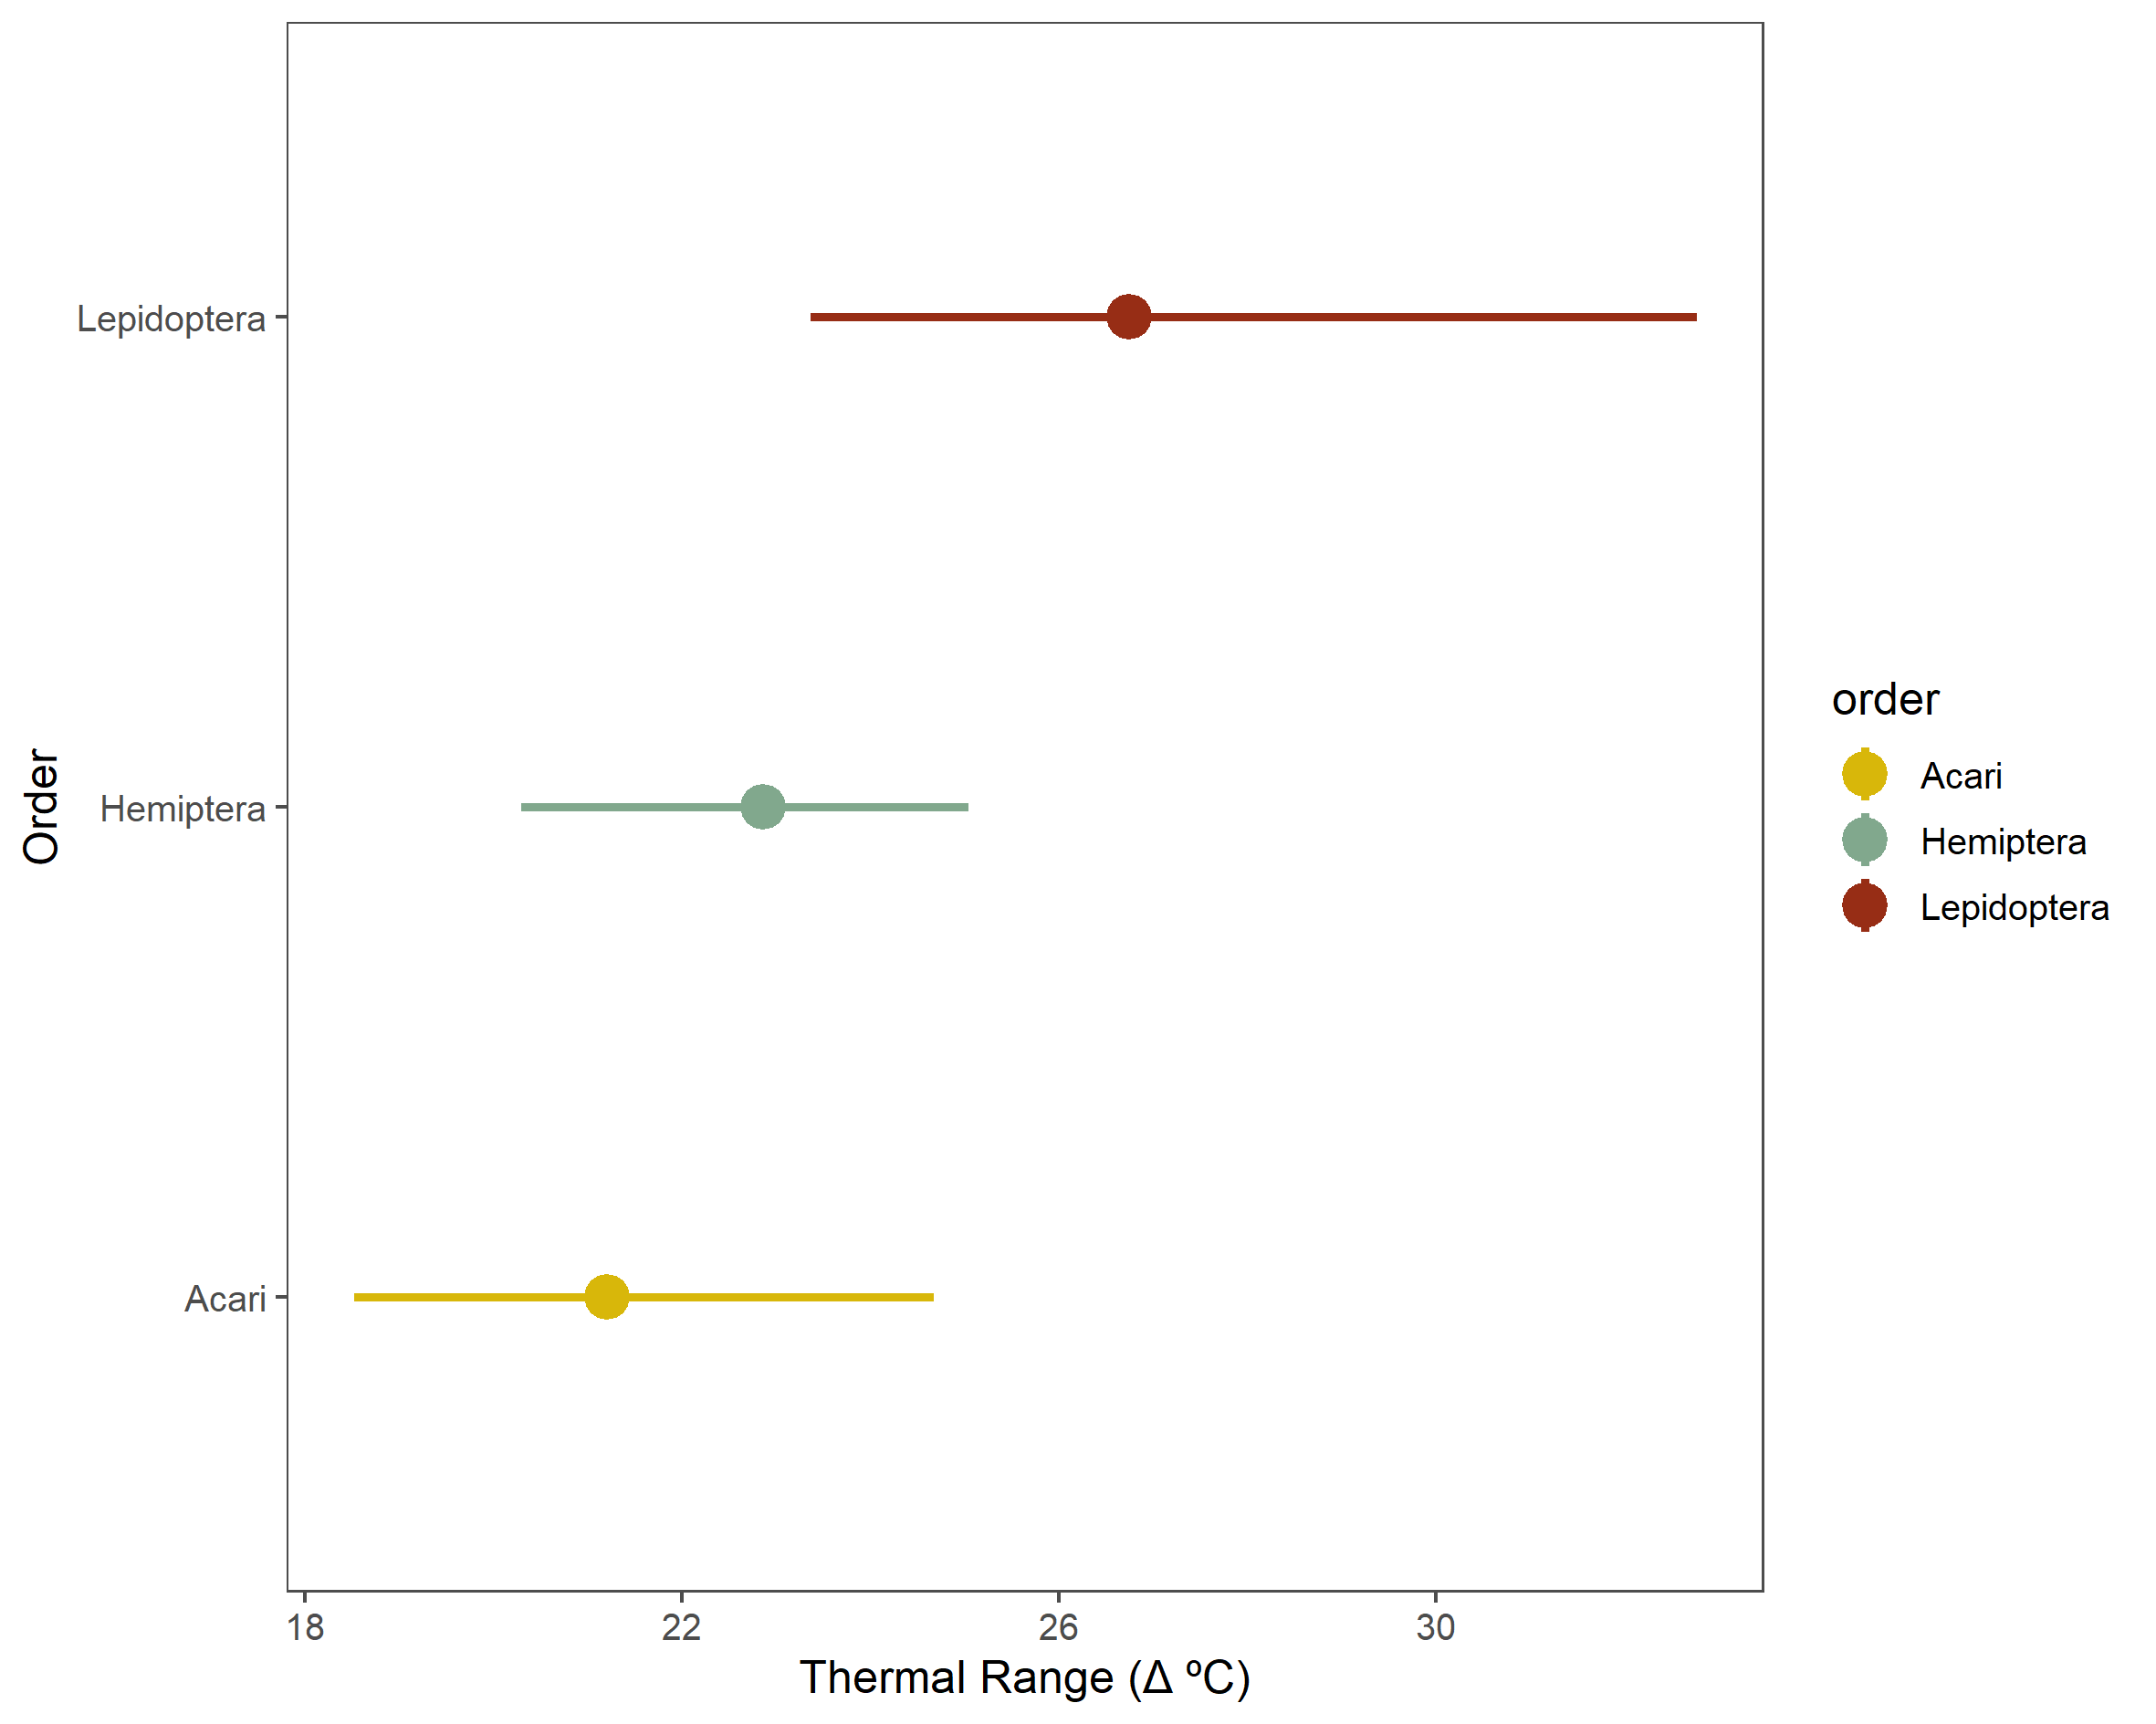 Order
Lepidoptera
Hemiptera
Acari
18 22 26 30
Thermal Range (Δ ºC)
order
Acari
Hemiptera
Lepidoptera